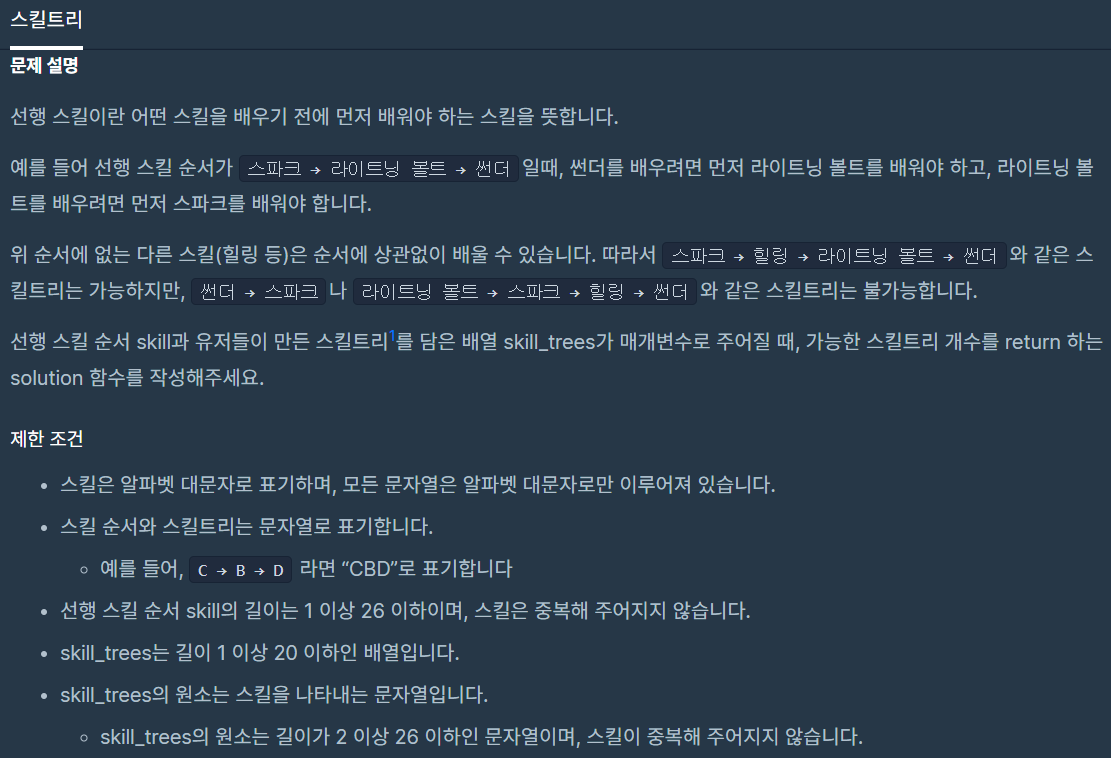 스킬트리
문제 설명
선행 스킬이란 어떤 스킬을 배우기 전에 먼저 배워야 하는 스킬을 뜻합니다.
예를 들어 선행 스킬 순서가 스파크 → 라이트닝 볼트 → 썬더 일때, 썬더를 배우려면 먼저 라이트닝 볼트를 배워야 하고, 라이트닝 볼
트를 배우려면 먼저 스파크를 배워야 합니다.
위 순서에 없는 다른 스킬(힐링 등)은 순서에 상관없이 배울 수 있습니다. 따라서 스파크 → 힐링 → 라이트닝 볼트 → 썬더 와 같은 스
킬트리는 가능하지만, 썬더 → 스파크 나 라이트닝 볼트 → 스파크 → 힐링 → 썬더 와 같은 스킬트리는 불가능합니다.
선행 스킬 순서 skill과 유저들이 만든 스킬트리1를 담은 배열 skill_trees가 매개변수로 주어질 때, 가능한 스킬트리 개수를 return 하는
solution 함수를 작성해주세요.
제한 조건
• 스킬은 알파벳 대문자로 표기하며, 모든 문자열은 알파벳 대문자로만 이루어져 있습니다.
• 스킬 순서와 스킬트리는 문자열로 표기합니다.
◦ 예를 들어, C → B → D 라면 “CBD”로 표기합니다
• 선행 스킬 순서 skill의 길이는 1 이상 26 이하이며, 스킬은 중복해 주어지지 않습니다.
• skill_trees는 길이 1 이상 20 이하인 배열입니다.
• skill_trees의 원소는 스킬을 나타내는 문자열입니다.
◦ skill_trees의 원소는 길이가 2 이상 26 이하인 문자열이며, 스킬이 중복해 주어지지 않습니다.